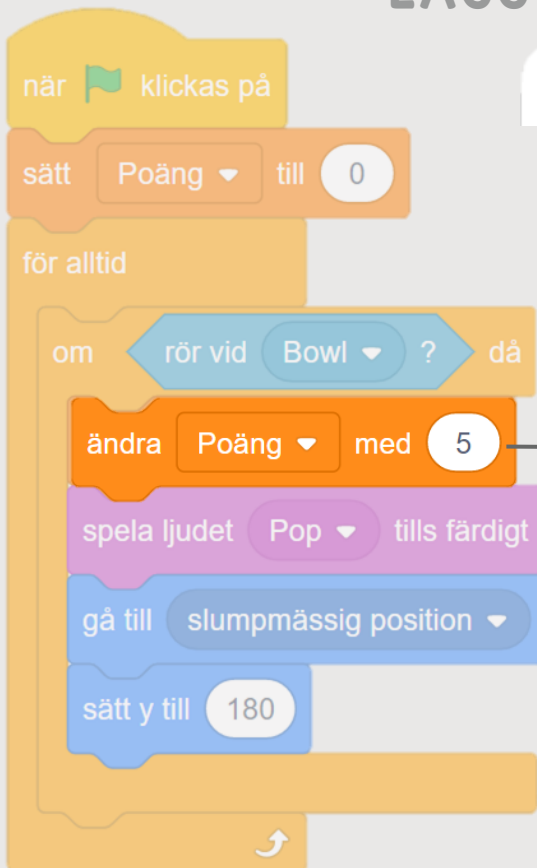 när klickas på
sätt Poäng till 0
för alltid
om rör vid Bowl ? då
ändra Poäng med 5
spela ljudet Pop tills färdigt
gå till slumpmässig position
sätt y till 180